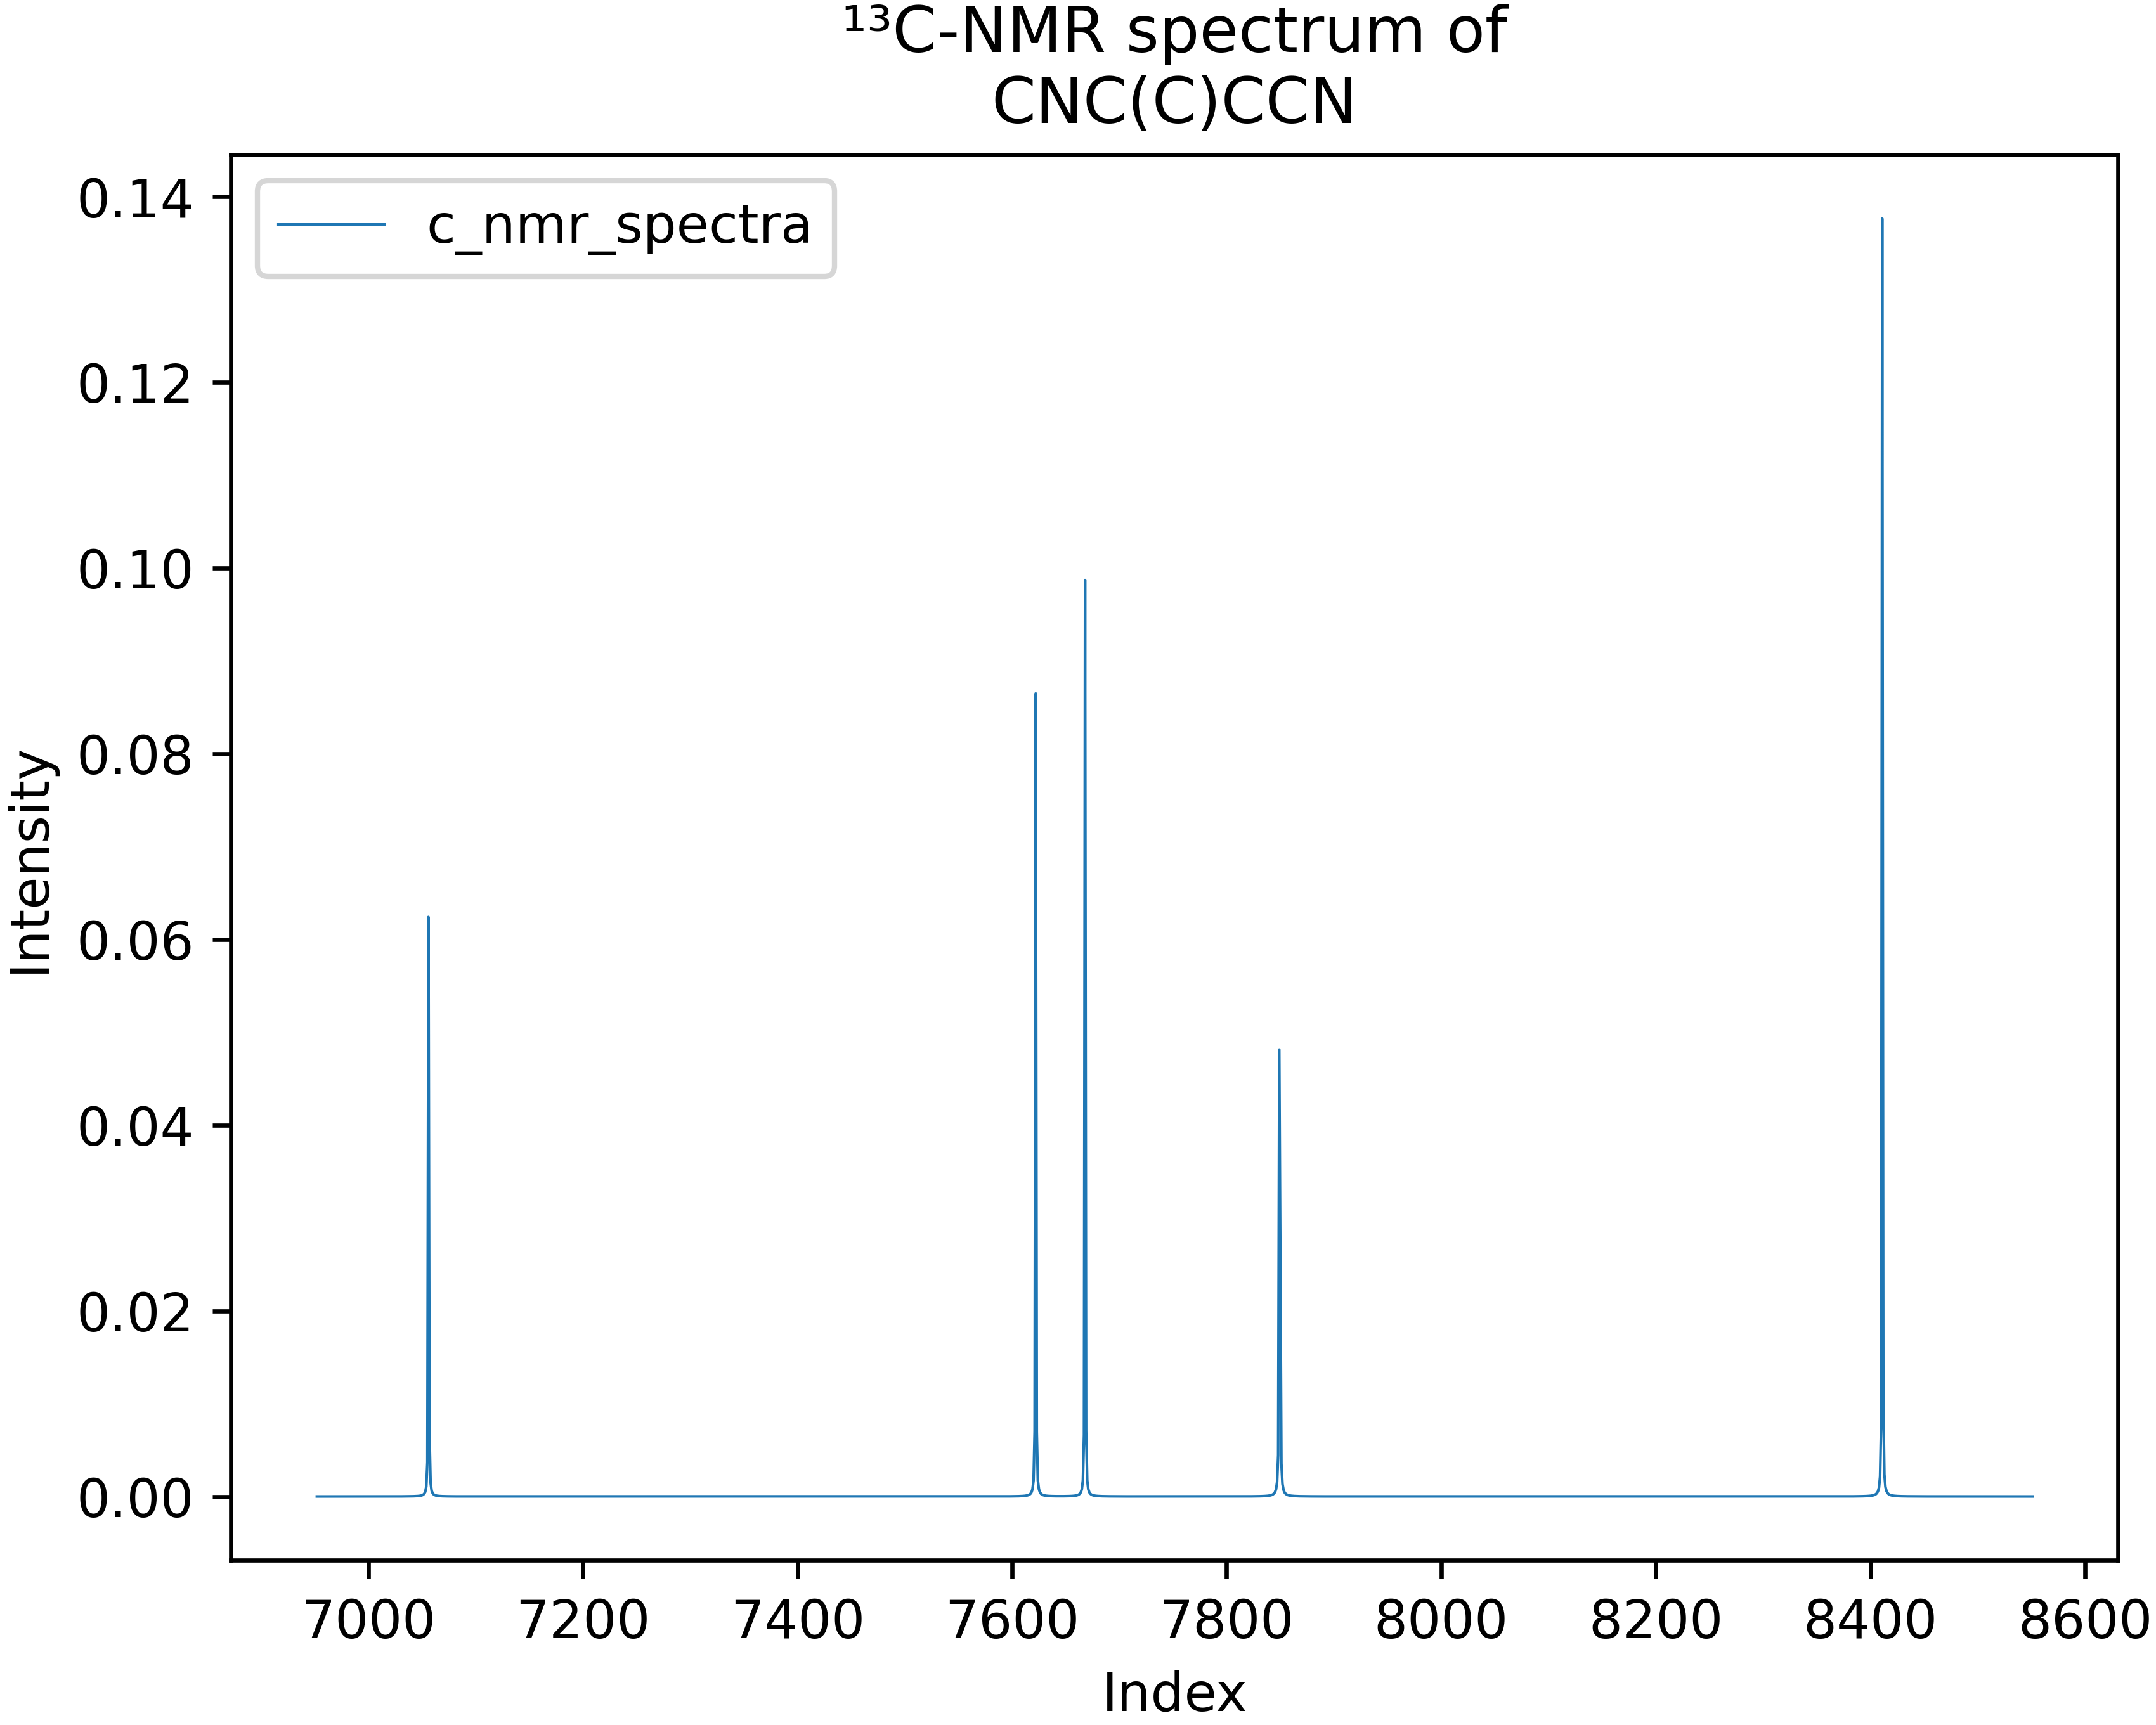 ¹³C-NMR spectrum of
CNC(C)CCN
c_nmr_spectra
0.14
0.12
0.10
0.08
0.06
0.04
0.02
0.00
Intensity
7000 7200 7400 7600 7800 8000 8200 8400 8600
Index